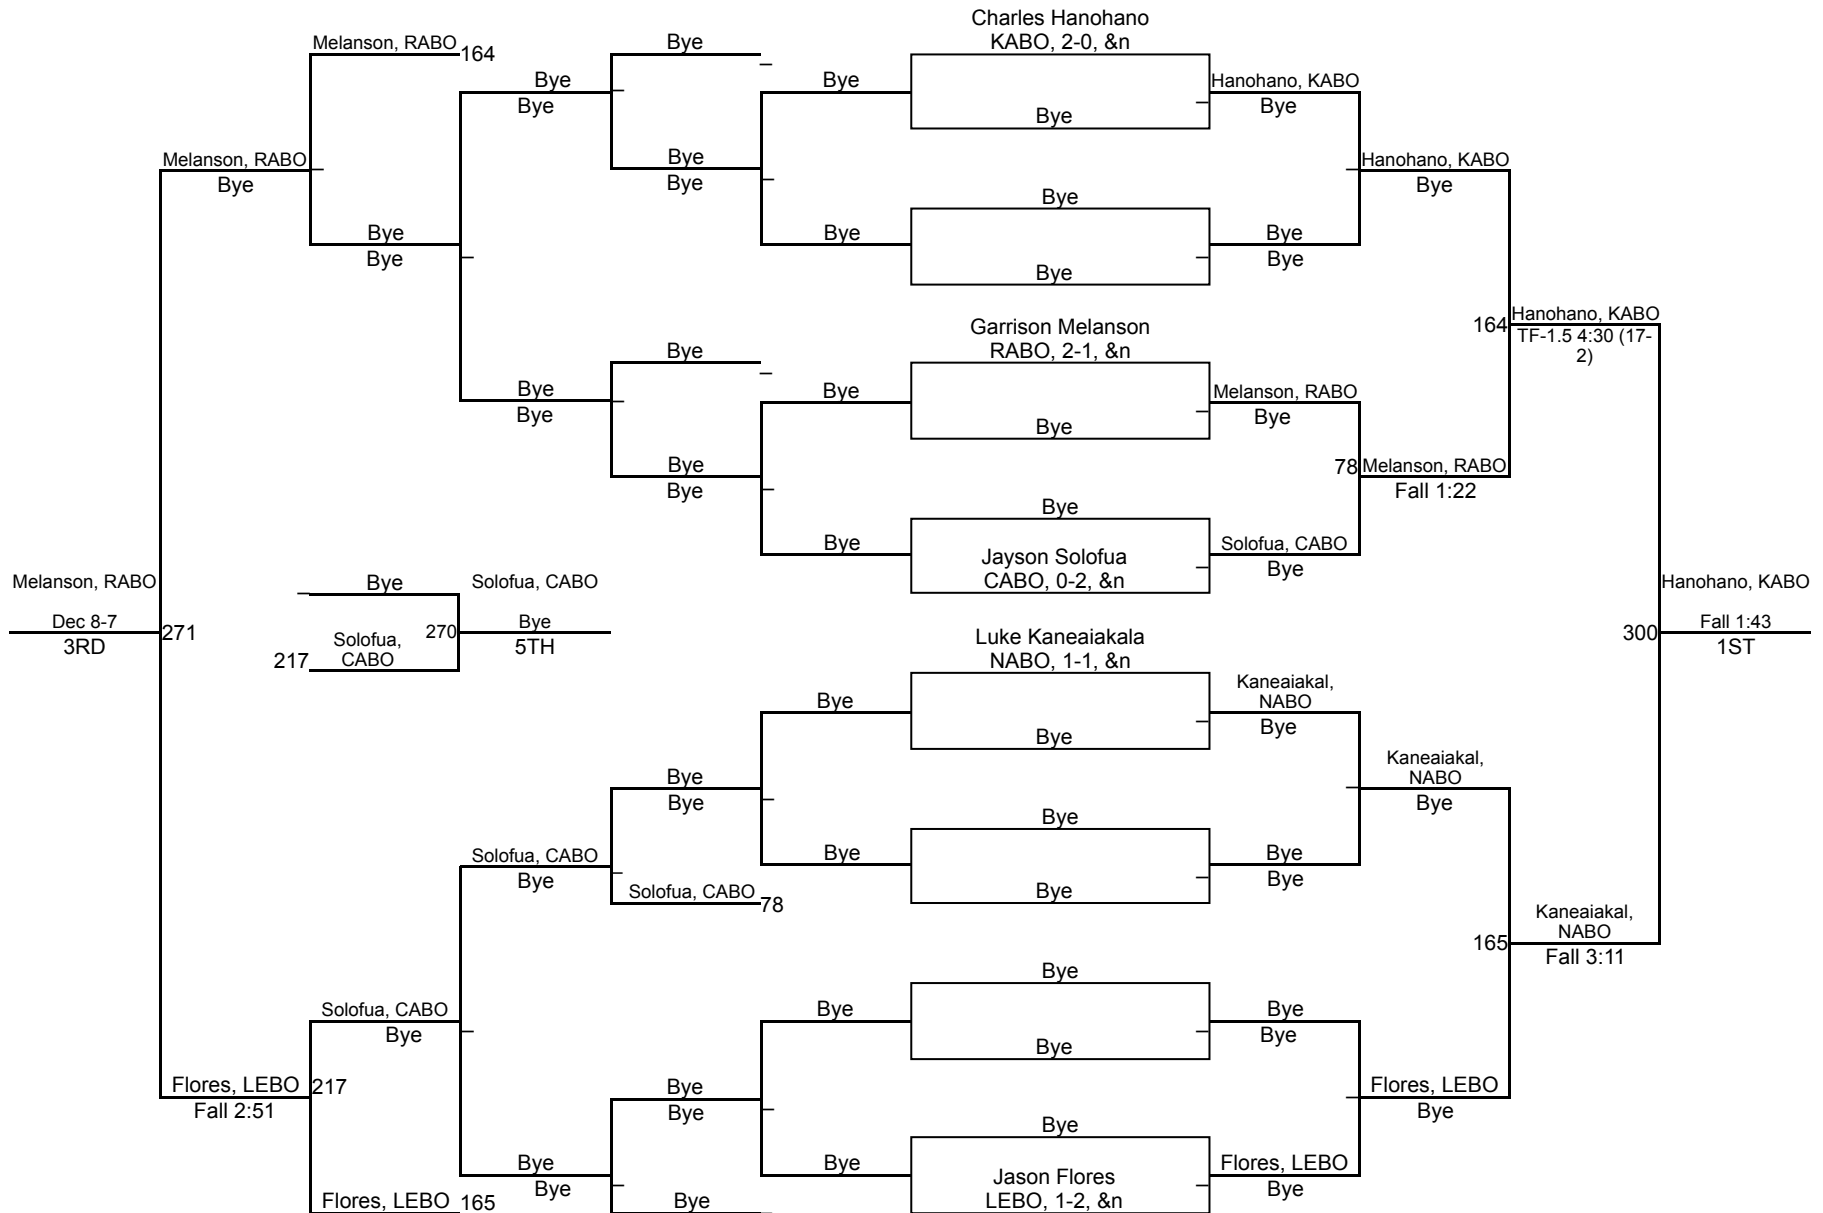 Charles Hanohano
KABO, 2-0, &n
Melanson, RABO
164
Bye
Bye
Bye
Bye
Hanohano, KABO
Bye
Bye
Bye
Bye
Melanson, RABO
Bye
Hanohano, KABO
Bye
Bye
Bye
Bye
Bye
Bye
Bye
Bye
164
Hanohano, KABO
TF-1.5 4:30 (17-
2)
Garrison Melanson
RABO, 2-1, &n
Bye
Bye
Bye
Bye
Melanson, RABO
Bye
Bye
Bye
Bye
78
Melanson, RABO
Fall 1:22
Bye
Bye
Jayson Solofua
CABO, 0-2, &n
Solofua, CABO
Bye
Melanson, RABO
Dec 8-7
3RD
271
Bye
Solofua,
CABO
217
270
Solofua, CABO
Bye
5TH
Hanohano, KABO
300
Fall 1:43
1ST
Luke Kaneaiakala
NABO, 1-1, &n
Bye
Bye
Kaneaiakal,
NABO
Bye
Bye
Bye
Kaneaiakal,
NABO
Bye
Bye
Bye
Bye
Bye
Bye
Solofua, CABO
Bye
Solofua, CABO
78
165
Kaneaiakal,
NABO
Fall 3:11
Bye
Bye
Bye
Bye
Bye
Solofua, CABO
Bye
Flores, LEBO
Fall 2:51
217
Bye
Bye
Flores, LEBO
Bye
Bye
Bye
Bye
Bye
Jason Flores
LEBO, 1-2, &n
Flores, LEBO
Bye
Flores, LEBO
165
Bye